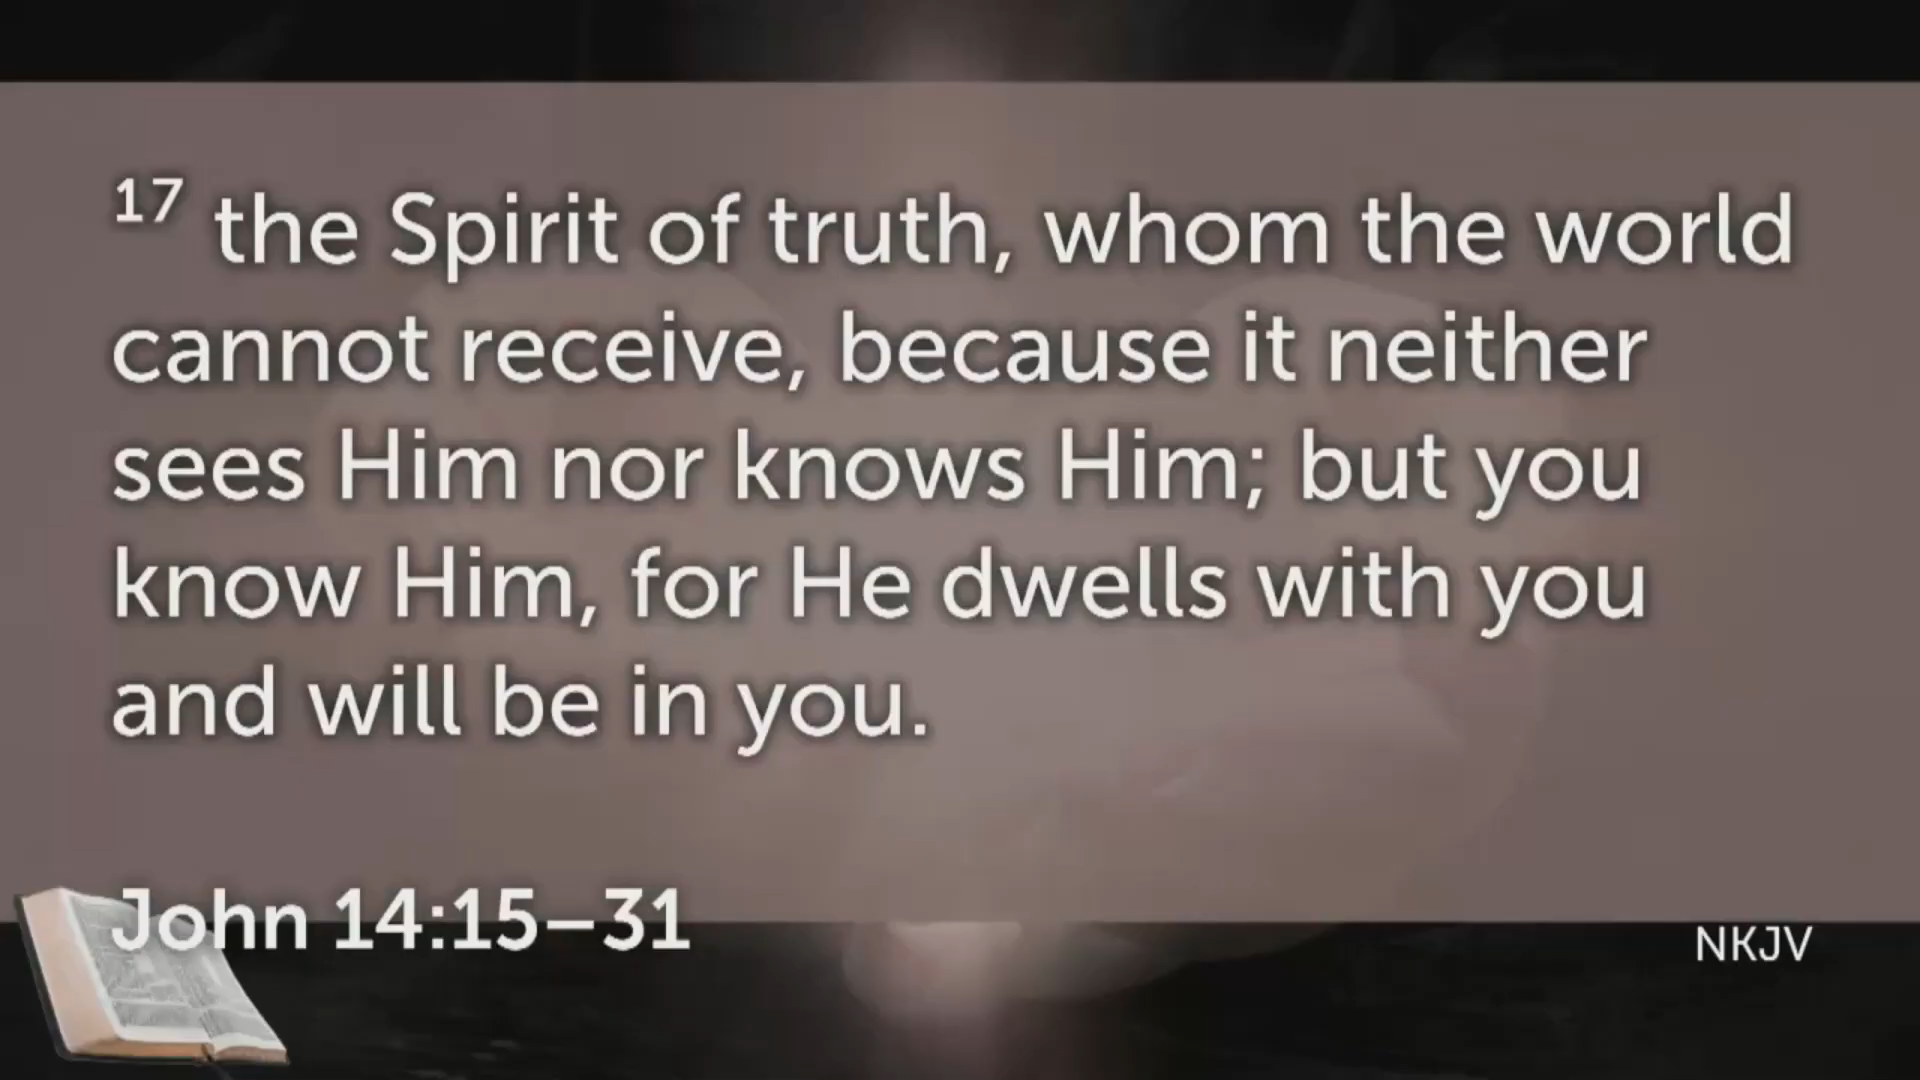 17 the Spirit of truth, whom the world
cannot receive, because it neither
sees Him nor knows Him; but you
know Him, for He dwells with you
and will be in you.
John 14:15–31
NKJV